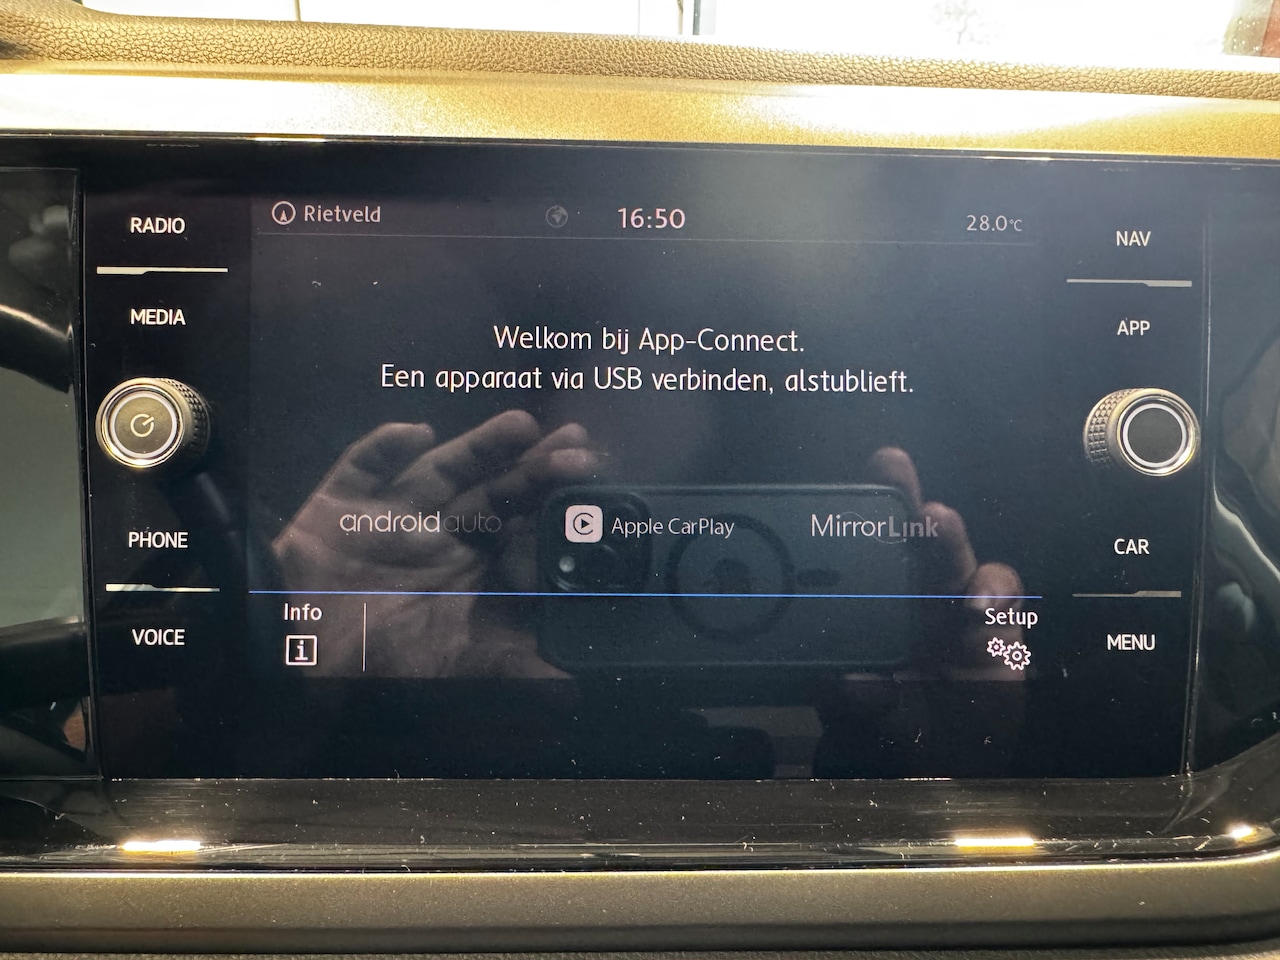 RADIO
MEDIA
PHONE
VOICE
Rietveld
16:50
28.0°C
Welkom bij App-Connect.
Een apparaat via USB verbinden, alstublieft.
androidauto
Apple CarPlay
MirrorLink
Info
i
Setup
NAV
APP
CAR
MENU